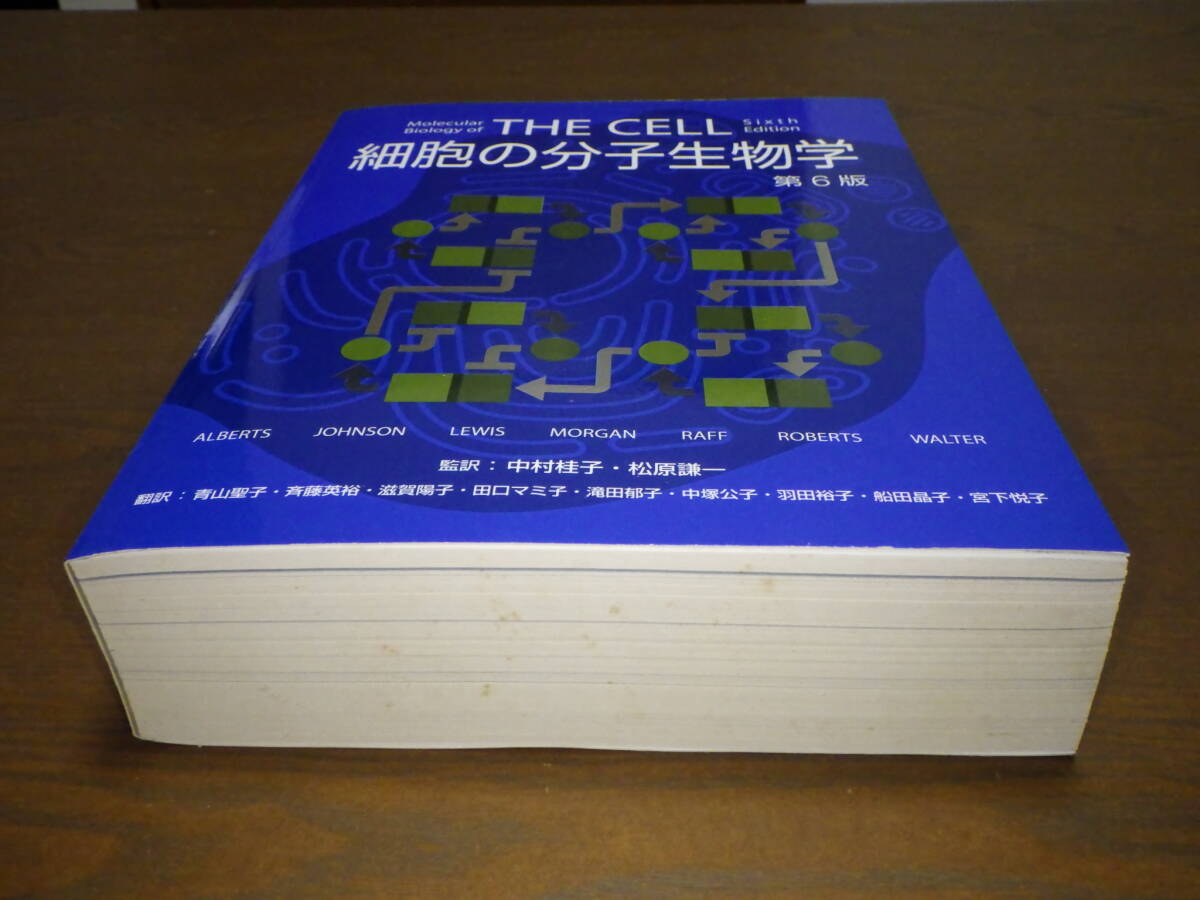 Molecular
Biology of
THE CELL
Sixth
Edition
細胞の分子生物学
第6版
ALBERTS JOHNSON LEWIS MORGAN RAFF ROBERTS WALTER
監訳：中村桂子・松原謙一
翻訳：青山聖子・斉藤英裕・滋賀陽子・田口マミ子・滝田郁子・中塚公子・羽田裕子・船田晶子・宮下悦子